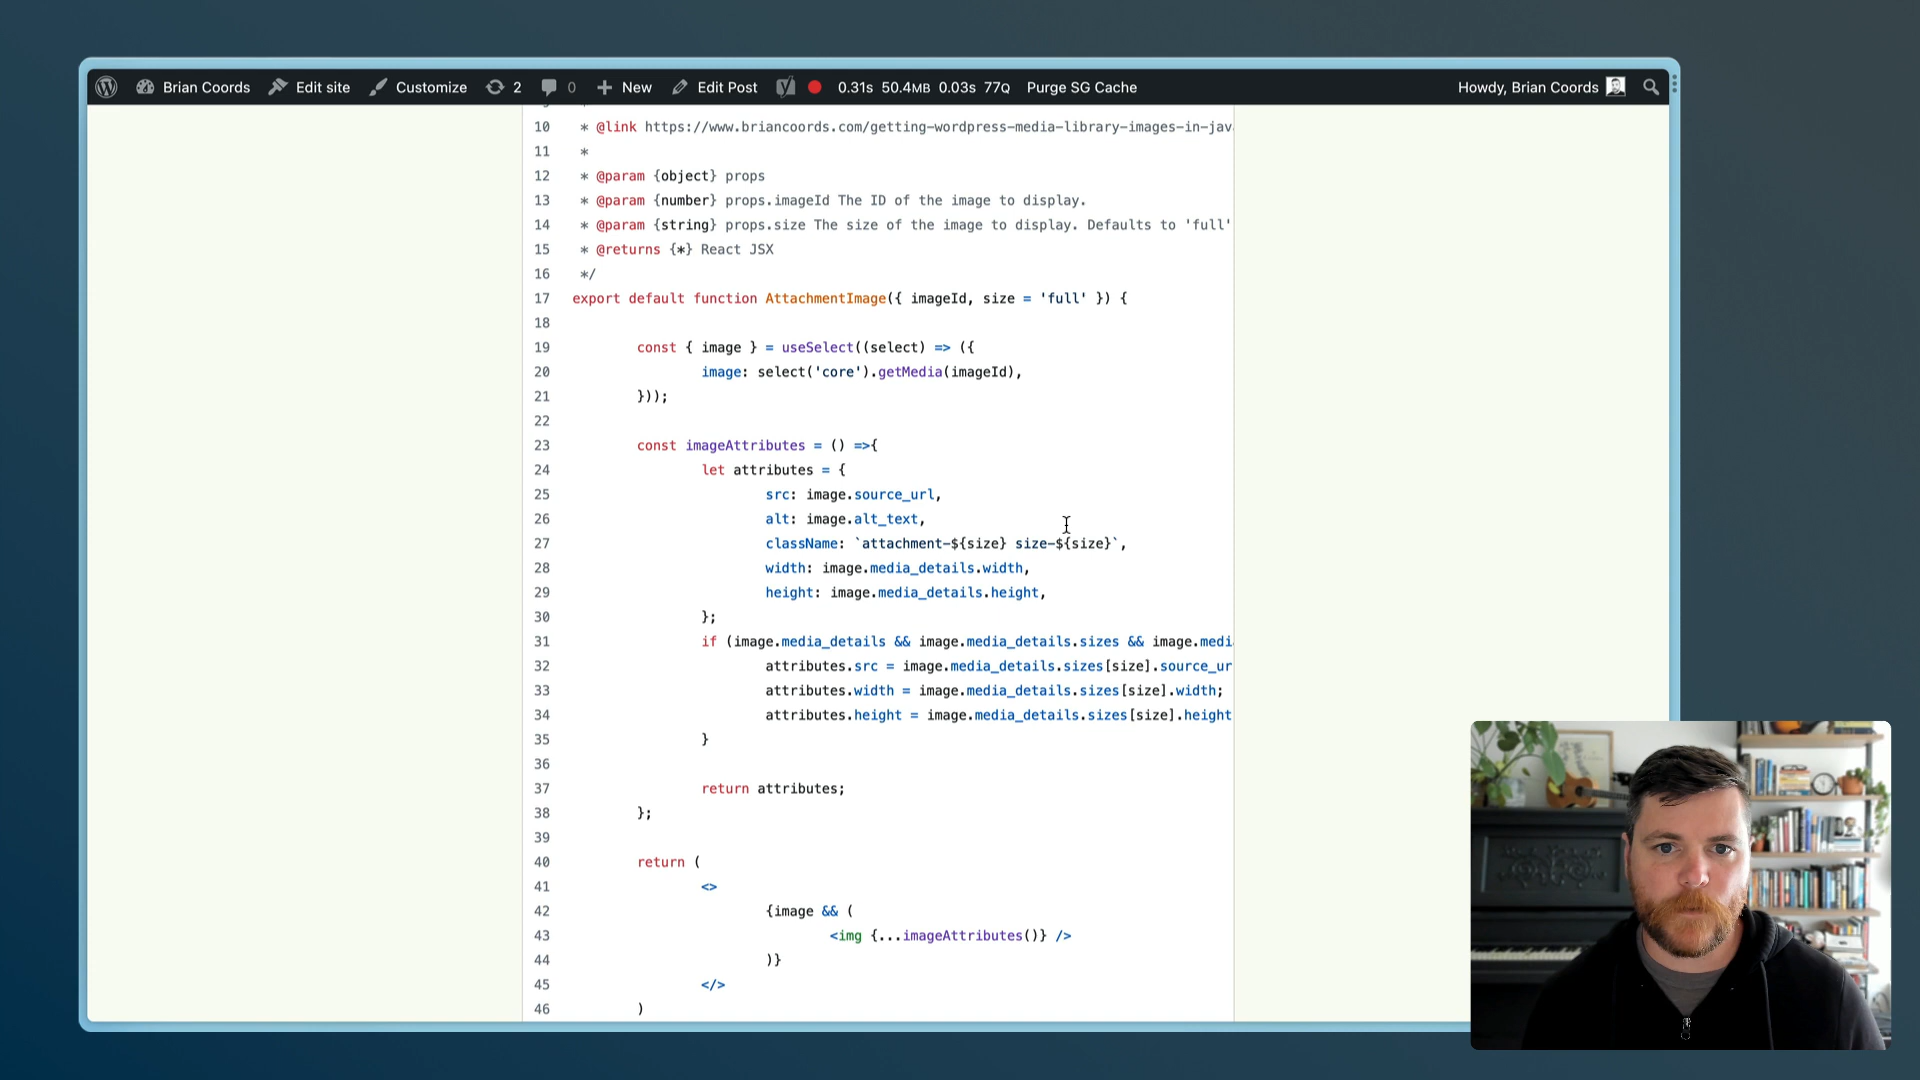 Brian Coords Edit site Customize 2 0 New Edit Post 0.31s 50.4MB 0.03s 77Q Purge SG Cache Howdy, Brian Coords
10 * @link https://www.briancoords.com/getting-wordpress-media-library-images-in-jav
11 *
12 * @param {object} props
13 * @param {number} props.imageId The ID of the image to display.
14 * @param {string} props.size The size of the image to display. Defaults to 'full'
15 * @returns {*} React JSX
16 */
17 export default function AttachmentImage({ imageId, size = 'full' }) {
18
19 const { image } = useSelect((select) => ({
20 image: select('core').getMedia(imageId),
21 }));
22
23 const imageAttributes = () =>{
24 let attributes = {
25 src: image.source_url,
26 alt: image.alt_text,
27 className: `attachment-${size} size-${size}`,
28 width: image.media_details.width,
29 height: image.media_details.height,
30 };
31 if (image.media_details && image.media_details.sizes && image.medi
32 attributes.src = image.media_details.sizes[size].source_ur
33 attributes.width = image.media_details.sizes[size].width;
34 attributes.height = image.media_details.sizes[size].height
35 }
36
37 return attributes;
38 };
39
40 return (
41 <>
42 {image && (
43 <img {...imageAttributes()} />
44 )}
45 </>
46 )